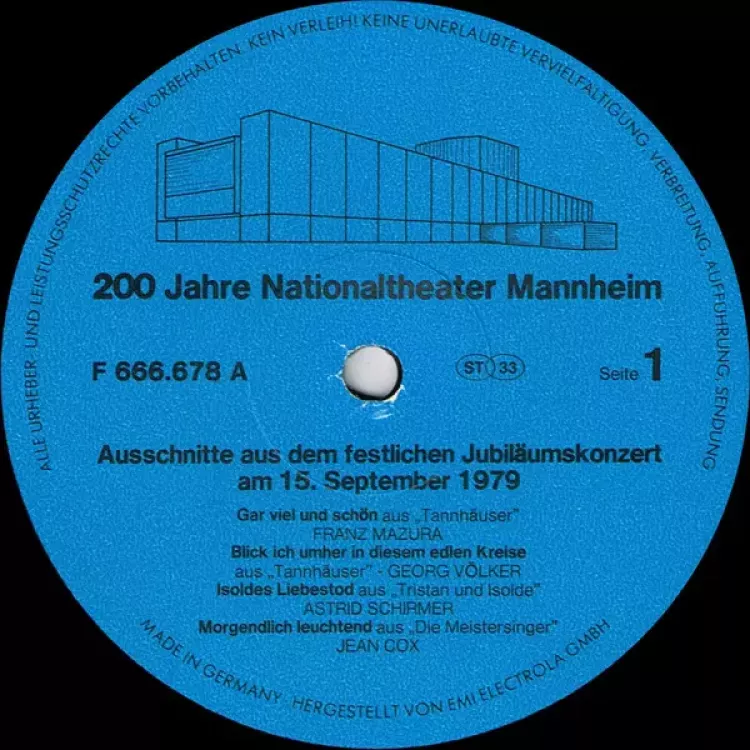 ALLE URHEBER- UND LEISTUNGSSCHUTZRECHTE VORBEHALTEN. KEIN VERLEIH! KEINE UNERLAUBTE VERVIELFÄLTIGUNG, VERBREITUNG, AUFFÜHRUNG, SENDUNG
200 Jahre Nationaltheater Mannheim
F 666.678 A
ST 33
Seite 1
Ausschnitte aus dem festlichen Jubiläumskonzert
am 15. September 1979
Gar viel und schön aus „Tannhäuser”
FRANZ MAZURA
Blick ich umher in diesem edlen Kreise
aus „Tannhäuser” - GEORG VÖLKER
Isoldes Liebestod aus „Tristan und Isolde”
ASTRID SCHIRMER
Morgendlich leuchtend aus „Die Meistersinger”
JEAN COX
MADE IN GERMANY · HERGESTELLT VON EMI ELECTROLA GMBH